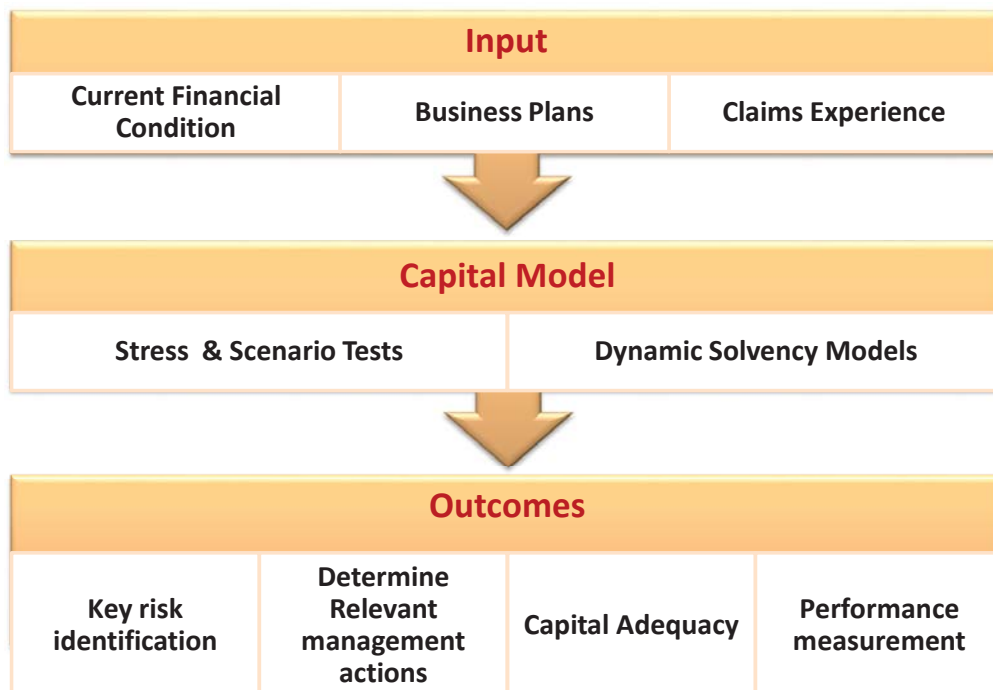 Input
Current Financial
Condition
Business Plans
Claims Experience
Capital Model
Stress & Scenario Tests
Dynamic Solvency Models
Outcomes
Key risk
identification
Determine
Relevant
management
actions
Capital Adequacy
Performance
measurement